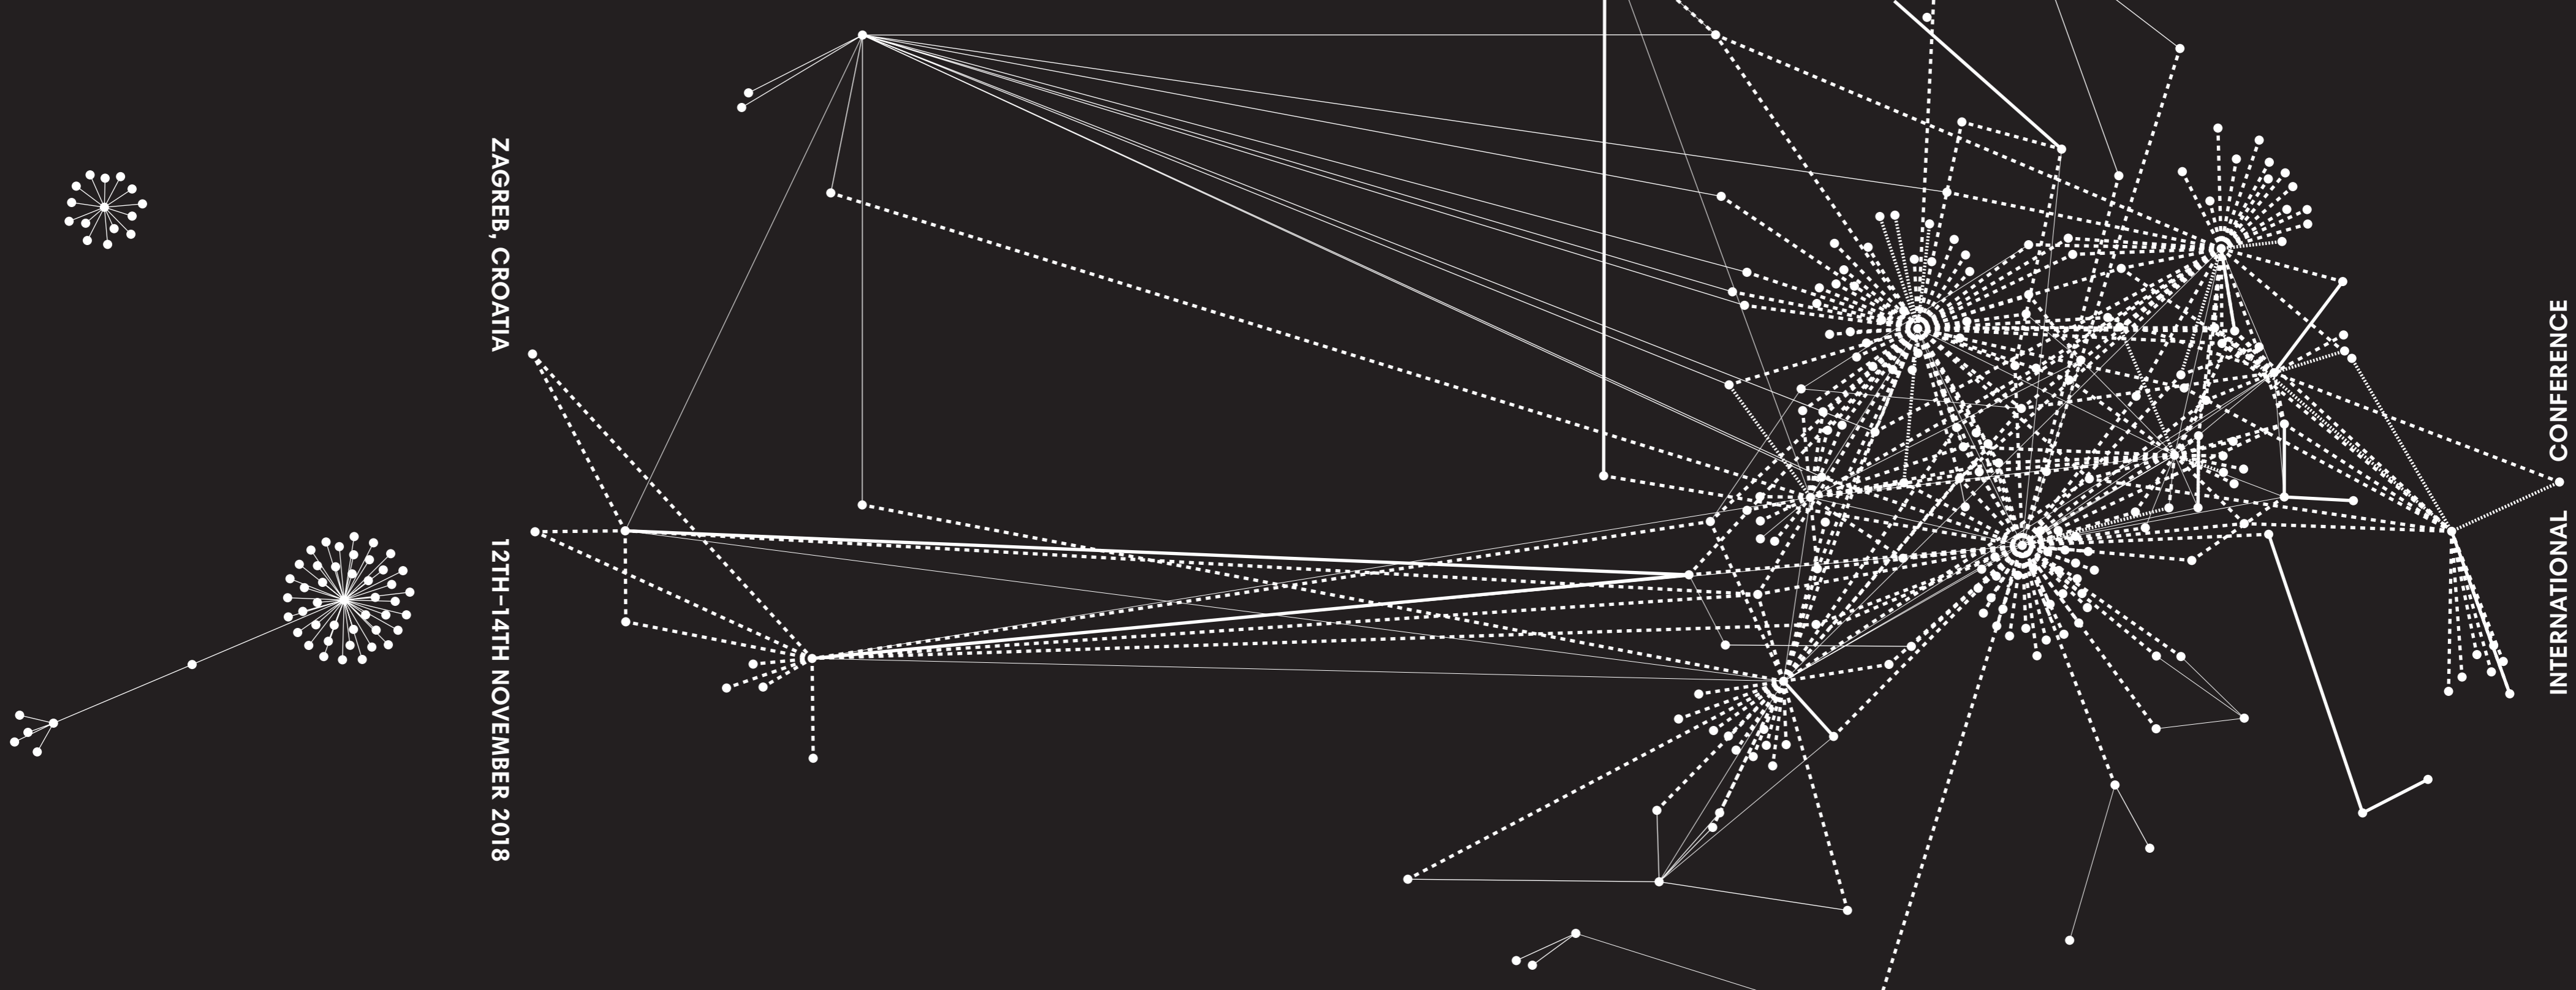 ZAGREB, CROATIA
12TH–14TH NOVEMBER 2018
INTERNATIONAL CONFERENCE